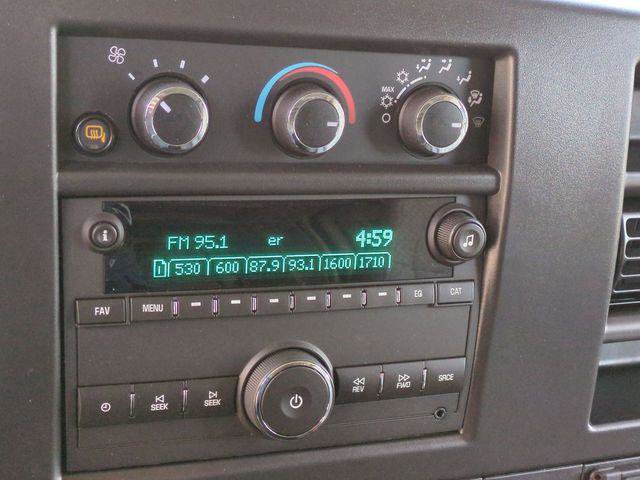 MAX
FM 95.1 er 4:59
1 530 600 87.9 93.1 1600 1710
FAV MENU EQ CAT
SEEK SEEK REV FWD SRCE